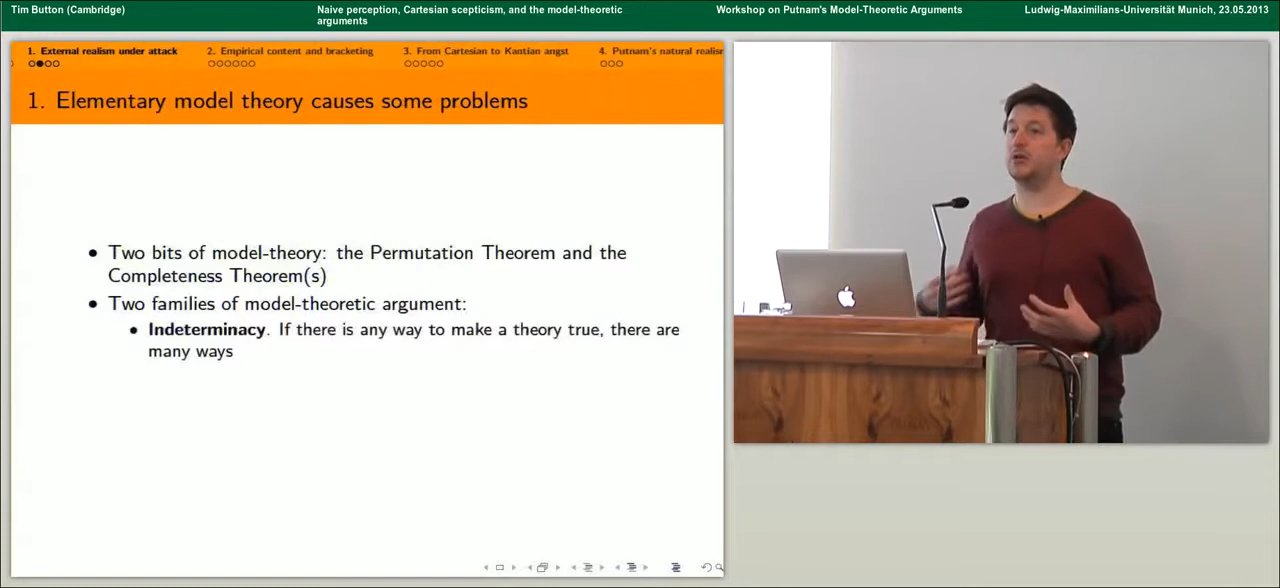 Tim Button (Cambridge)
Naive perception, Cartesian scepticism, and the model-theoretic
arguments
Workshop on Putnam's Model-Theoretic Arguments
Ludwig-Maximilians-Universität Munich, 23.05.2013
1. External realism under attack
2. Empirical content and bracketing
3. From Cartesian to Kantian angst
4. Putnam's natural realism
1. Elementary model theory causes some problems
• Two bits of model-theory: the Permutation Theorem and the
Completeness Theorem(s)
• Two families of model-theoretic argument:
• Indeterminacy. If there is any way to make a theory true, there are
many ways